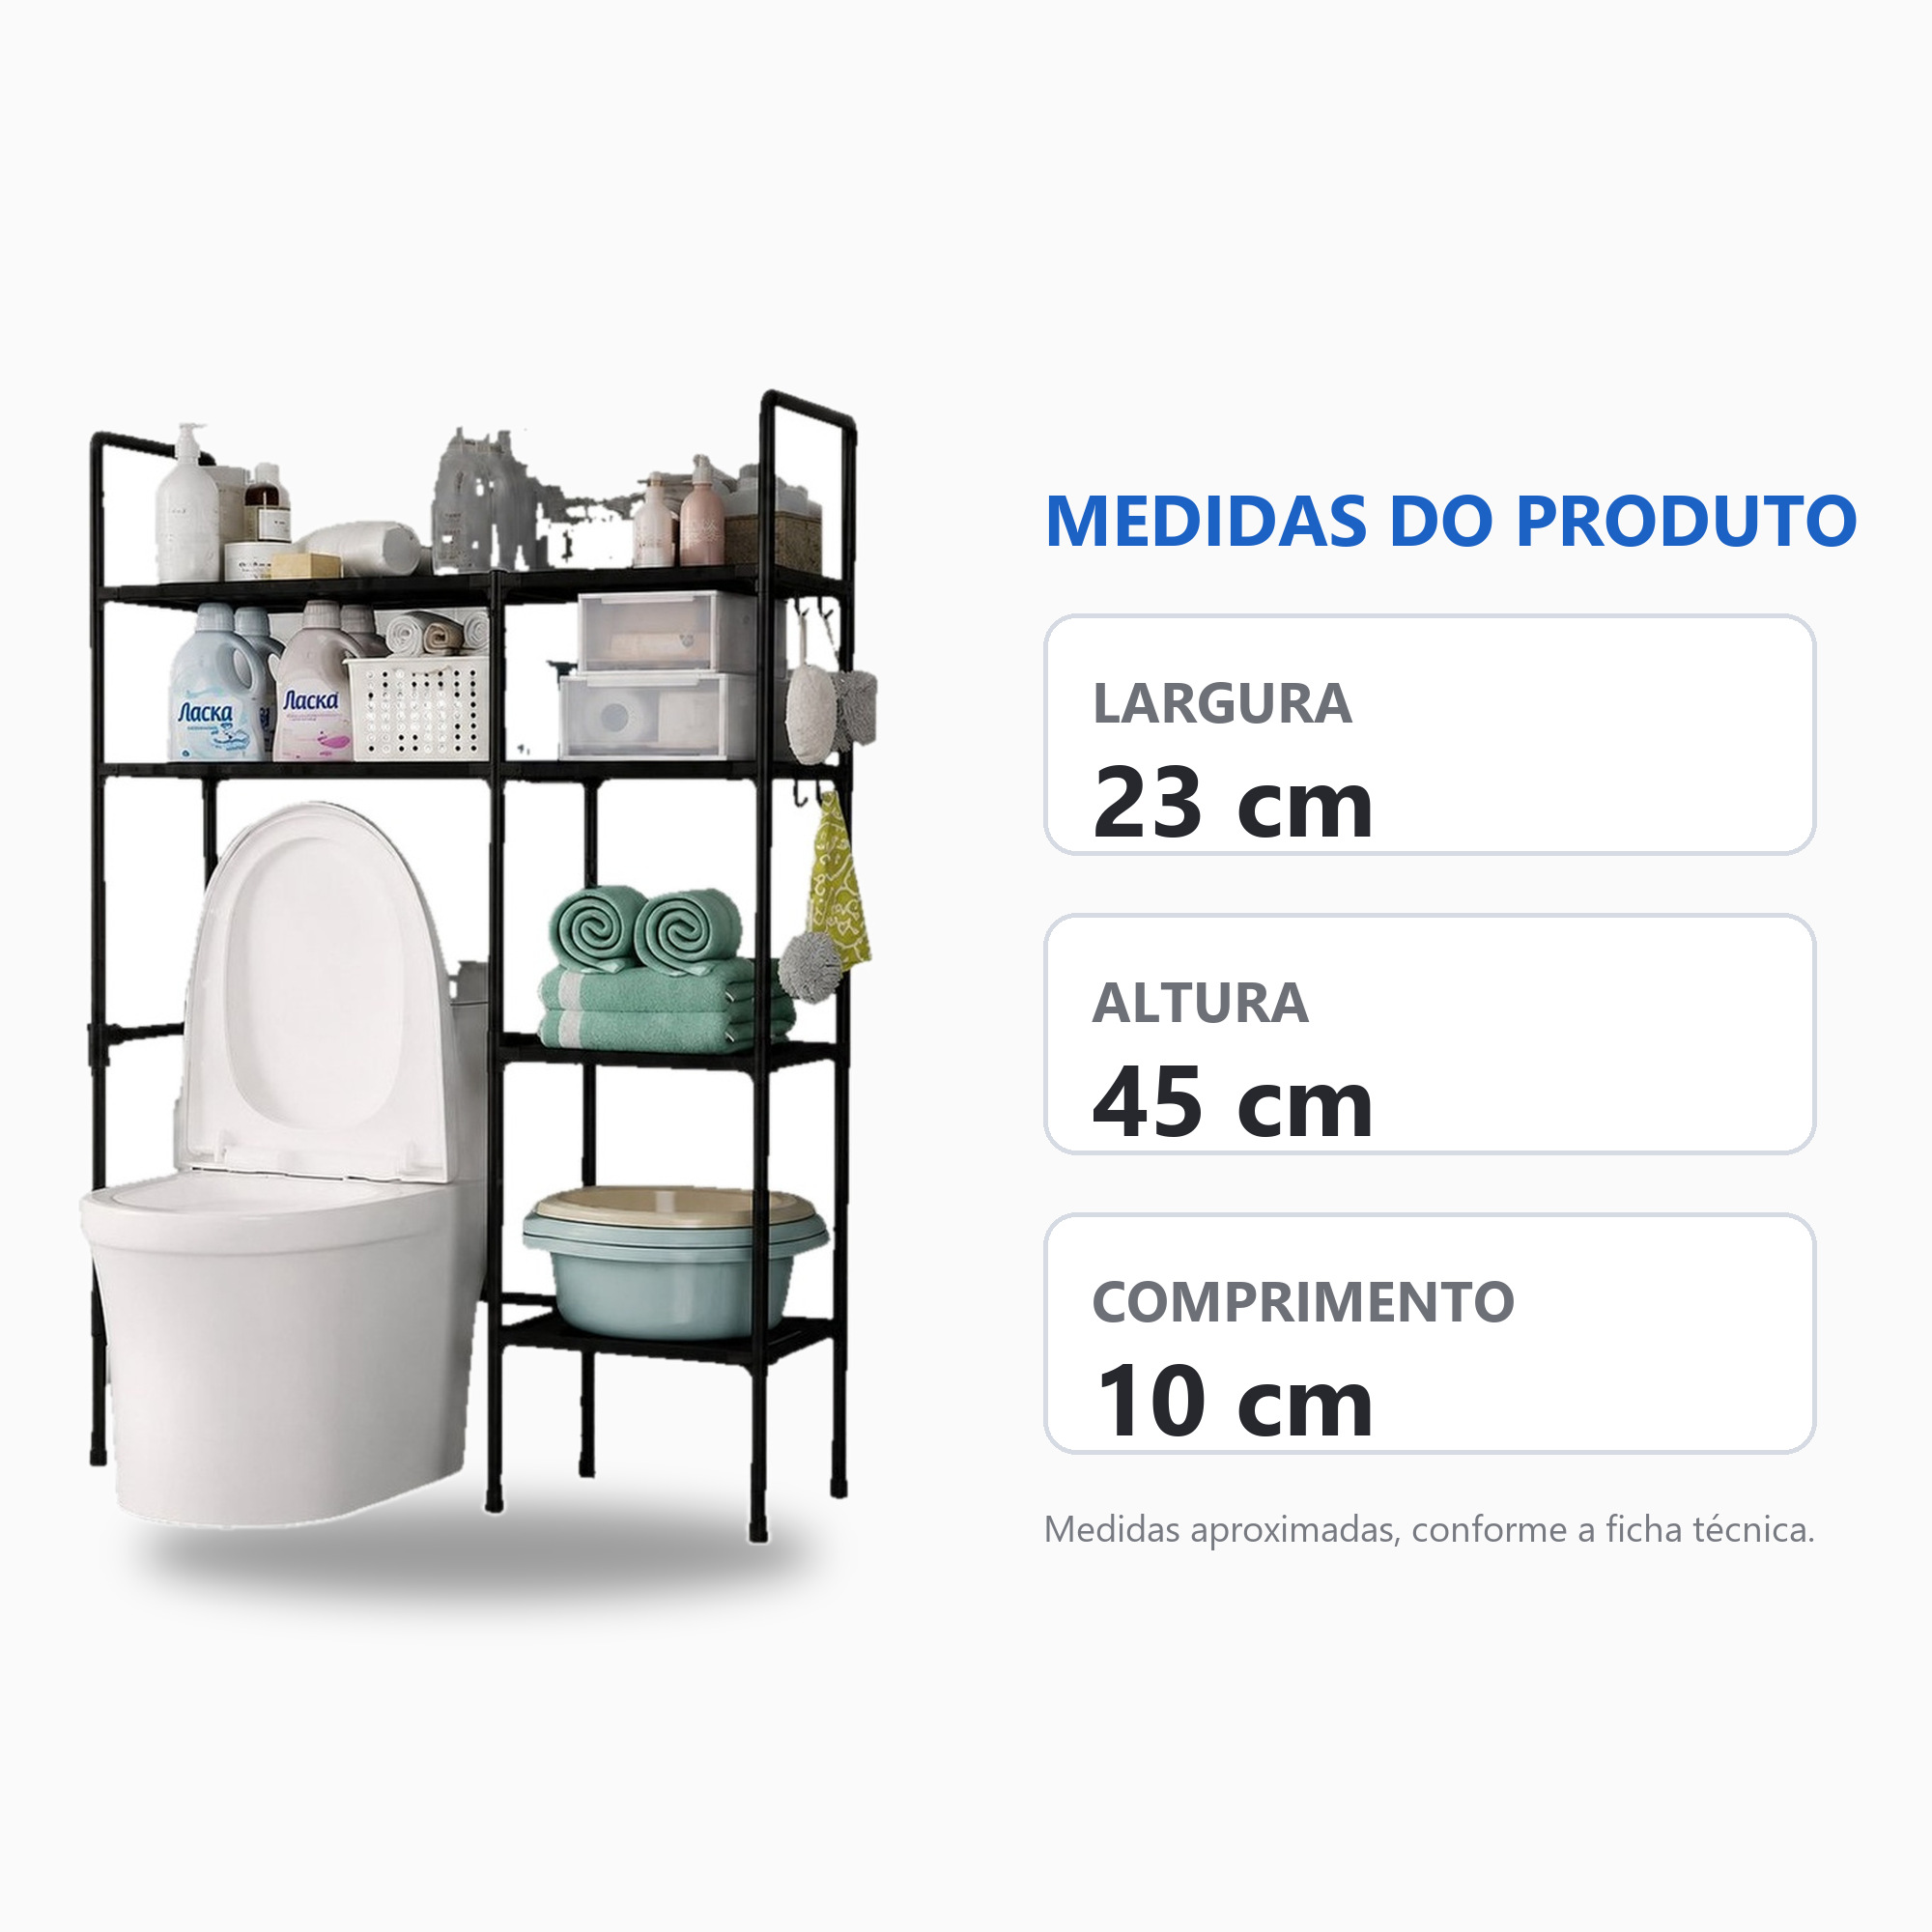 MEDIDAS DO PRODUTO
LARGURA
23 cm
ALTURA
45 cm
COMPRIMENTO
10 cm
Medidas aproximadas, conforme a ficha técnica.
Ласка
Ласка